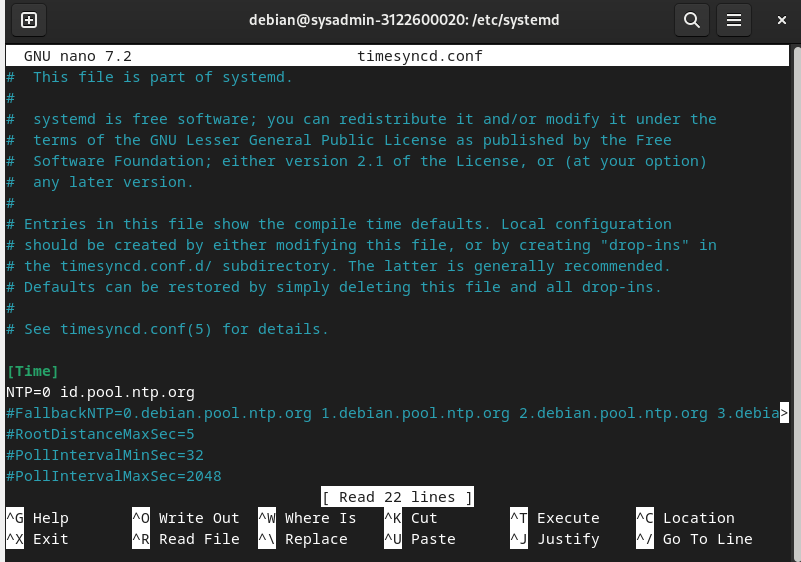 debian@sysadmin-3122600020: /etc/systemd
GNU nano 7.2 timesyncd.conf
# This file is part of systemd.
#
# systemd is free software; you can redistribute it and/or modify it under the
# terms of the GNU Lesser General Public License as published by the Free
# Software Foundation; either version 2.1 of the License, or (at your option)
# any later version.
#
# Entries in this file show the compile time defaults. Local configuration
# should be created by either modifying this file, or by creating "drop-ins" in
# the timesyncd.conf.d/ subdirectory. The latter is generally recommended.
# Defaults can be restored by simply deleting this file and all drop-ins.
#
# See timesyncd.conf(5) for details.
[Time]
NTP=0 id.pool.ntp.org
#FallbackNTP=0.debian.pool.ntp.org 1.debian.pool.ntp.org 2.debian.pool.ntp.org 3.debia>
#RootDistanceMaxSec=5
#PollIntervalMinSec=32
#PollIntervalMaxSec=2048
[ Read 22 lines ]
^G Help ^O Write Out ^W Where Is ^K Cut ^T Execute ^C Location
^X Exit ^R Read File ^\ Replace ^U Paste ^J Justify ^/ Go To Line